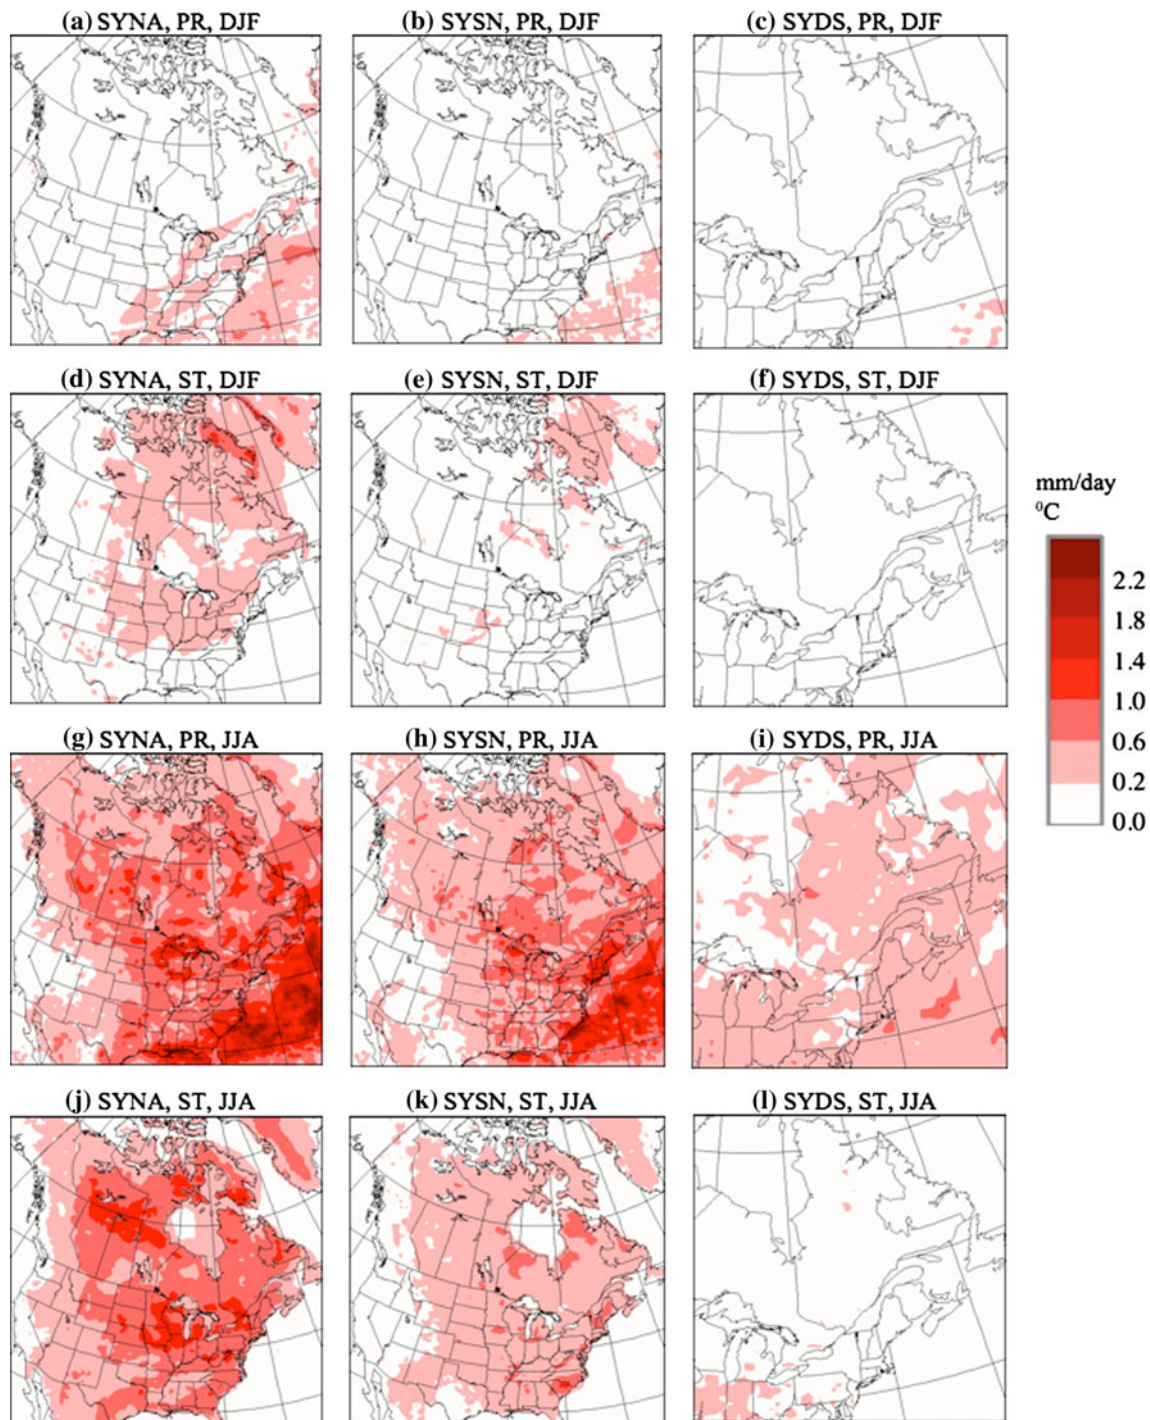 (a) SYNA, PR, DJF
(b) SYSN, PR, DJF
(c) SYDS, PR, DJF
(d) SYNA, ST, DJF
(e) SYSN, ST, DJF
(f) SYDS, ST, DJF
mm/day
⁰C
2.2
1.8
1.4
1.0
0.6
0.2
0.0
(g) SYNA, PR, JJA
(h) SYSN, PR, JJA
(i) SYDS, PR, JJA
(j) SYNA, ST, JJA
(k) SYSN, ST, JJA
(l) SYDS, ST, JJA